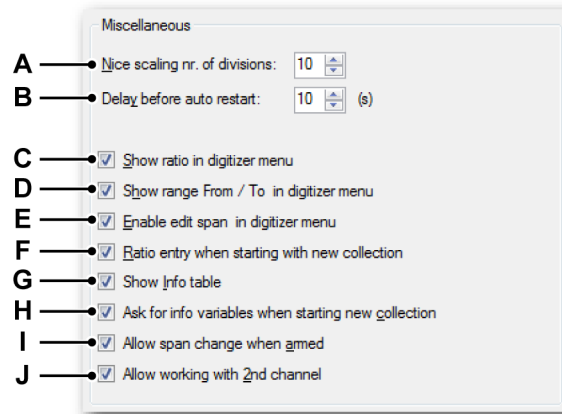 Miscellaneous
A Nice scaling nr. of divisions: 10
B Delay before auto restart: 10 (s)
C Show ratio in digitizer menu
D Show range From / To in digitizer menu
E Enable edit span in digitizer menu
F Ratio entry when starting with new collection
G Show Info table
H Ask for info variables when starting new collection
I Allow span change when armed
J Allow working with 2nd channel